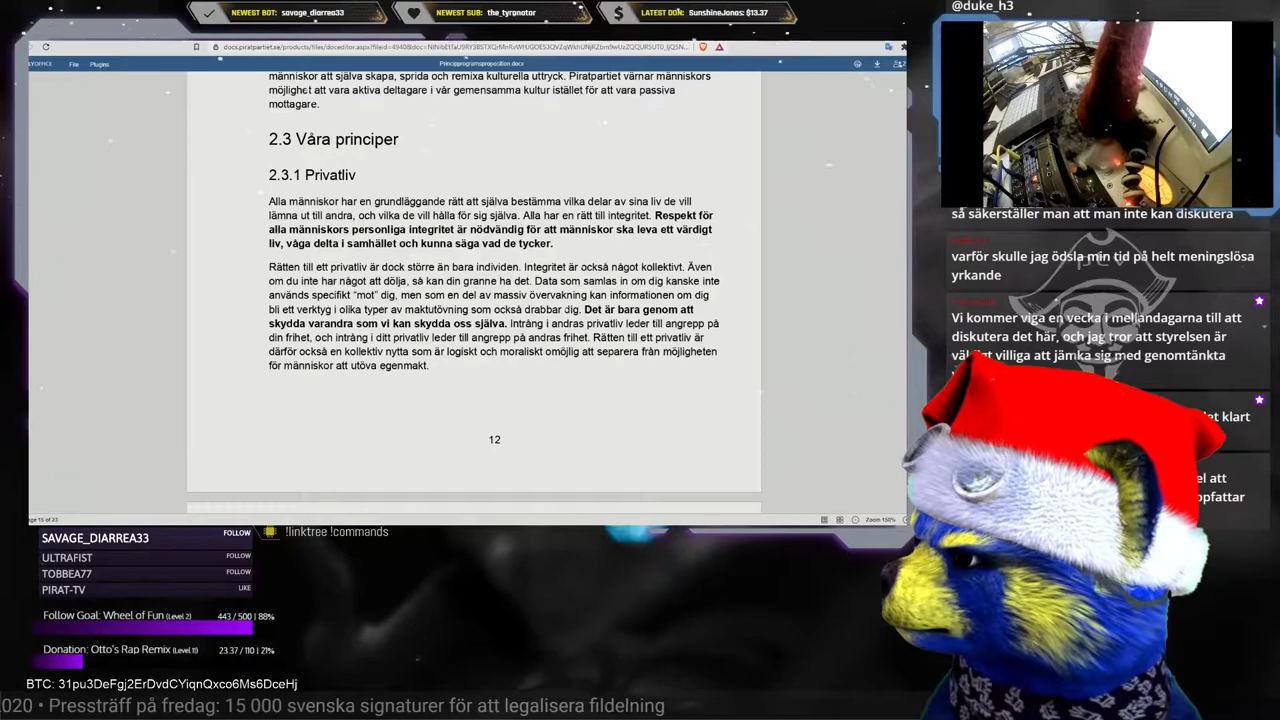 NEWEST BOT: savage_diarrea33
NEWEST SUB: the_tyranator
LATEST DON: SunshineJonas: $13.37
@duke_h3
File Plugins
Principprogramsproposition.docx
människor att själva skapa, sprida och remixa kulturella uttryck. Piratpartiet värnar människors
möjlighet att vara aktiva deltagare i vår gemensamma kultur istället för att vara passiva
mottagare.
2.3 Våra principer
2.3.1 Privatliv
Alla människor har en grundläggande rätt att själva bestämma vilka delar av sina liv de vill
lämna ut till andra, och vilka de vill hålla för sig själva. Alla har en rätt till integritet. Respekt för
alla människors personliga integritet är nödvändig för att människor ska leva ett värdigt
liv, våga delta i samhället och kunna säga vad de tycker.
Rätten till ett privatliv är dock större än bara individen. Integritet är också något kollektivt. Även
om du inte har något att dölja, så kan din granne ha det. Data som samlas in om dig kanske inte
används specifikt “mot” dig, men som en del av massiv övervakning kan informationen om dig
bli ett verktyg i olika typer av maktutövning som också drabbar dig. Det är bara genom att
skydda varandra som vi kan skydda oss själva. Intrång i andras privatliv leder till angrepp på
din frihet, och intrång i ditt privatliv leder till angrepp på andras frihet. Rätten till ett privatliv är
därför också en kollektiv nytta som är logiskt och moraliskt omöjlig att separera från möjligheten
för människor att utöva egenmakt.
12
Zoom 150%
så säkerställer man att man inte kan diskutera
varför skulle jag ödsla min tid på helt meningslösa
yrkande
Vi kommer viga en vecka i mellandagarna till att
diskutera det här, och jag tror att styrelsen är
villiga att jämka sig med genomtänkta
klart
att
uppfattar
SAVAGE_DIARREA33 FOLLOW
ULTRAFIST FOLLOW
TOBBEA77 FOLLOW
PIRAT-TV LIKE
!linktree !commands
Follow Goal: Wheel of Fun (Level 2) 443 / 500 | 88%
Donation: Otto's Rap Remix (Level 11) 23.37 / 110 | 21%
BTC: 31pu3DeFgj2ErDvdCYiqnQxco6Ms6DceHj
2020 • Pressträff på fredag: 15 000 svenska signaturer för att legalisera fildelning